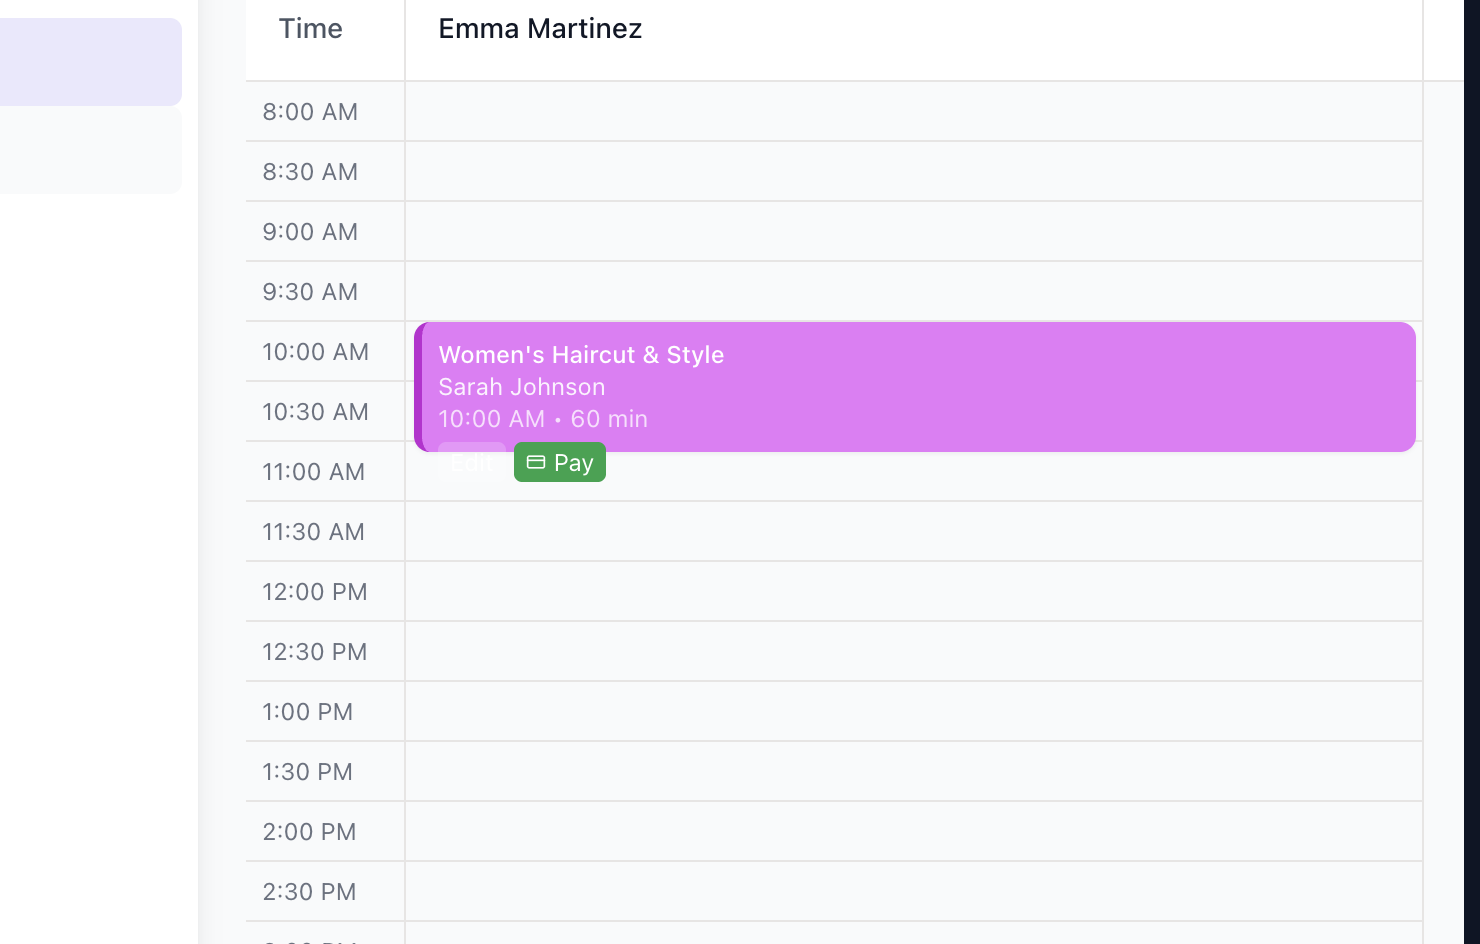 Time
Emma Martinez
8:00 AM
8:30 AM
9:00 AM
9:30 AM
10:00 AM
Women's Haircut & Style
Sarah Johnson
10:00 AM • 60 min
10:30 AM
Edit
Pay
11:00 AM
11:30 AM
12:00 PM
12:30 PM
1:00 PM
1:30 PM
2:00 PM
2:30 PM